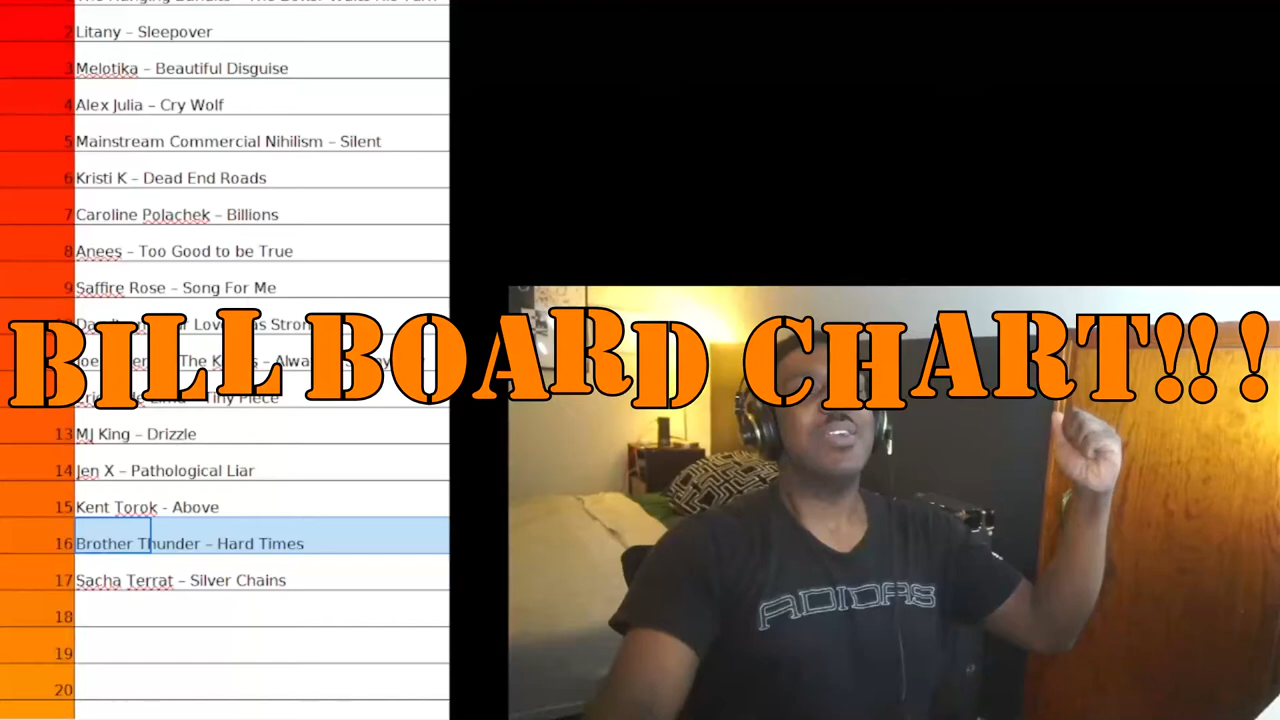 2 Litany – Sleepover
3 Melotika – Beautiful Disguise
4 Alex Julia – Cry Wolf
5 Mainstream Commercial Nihilism – Silent
6 Kristi K – Dead End Roads
7 Caroline Polachek – Billions
8 Anees – Too Good to be True
9 Saffire Rose – Song For Me
BILLBOARD CHART!!!
13 MJ King – Drizzle
14 Jen X – Pathological Liar
15 Kent Torok - Above
16 Brother Thunder – Hard Times
17 Sacha Terrat – Silver Chains
18
19
20
ADIDAS